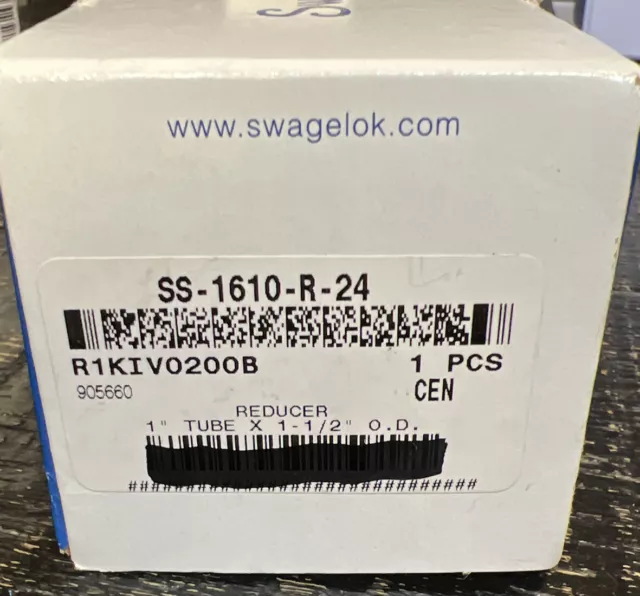 S
www.swagelok.com
SS-1610-R-24
R1KIV0200B 1 PCS
905660 CEN
REDUCER
1" TUBE X 1-1/2" O.D.
################################